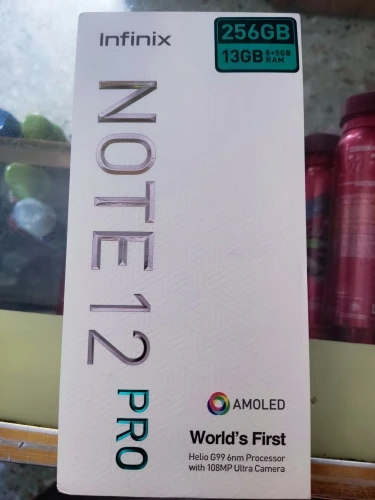 Infinix
256GB
13GB 8+5GB RAM
NOTE 12 PRO
AMOLED
World's First
Helio G99 6nm Processor
with 108MP Ultra Camera